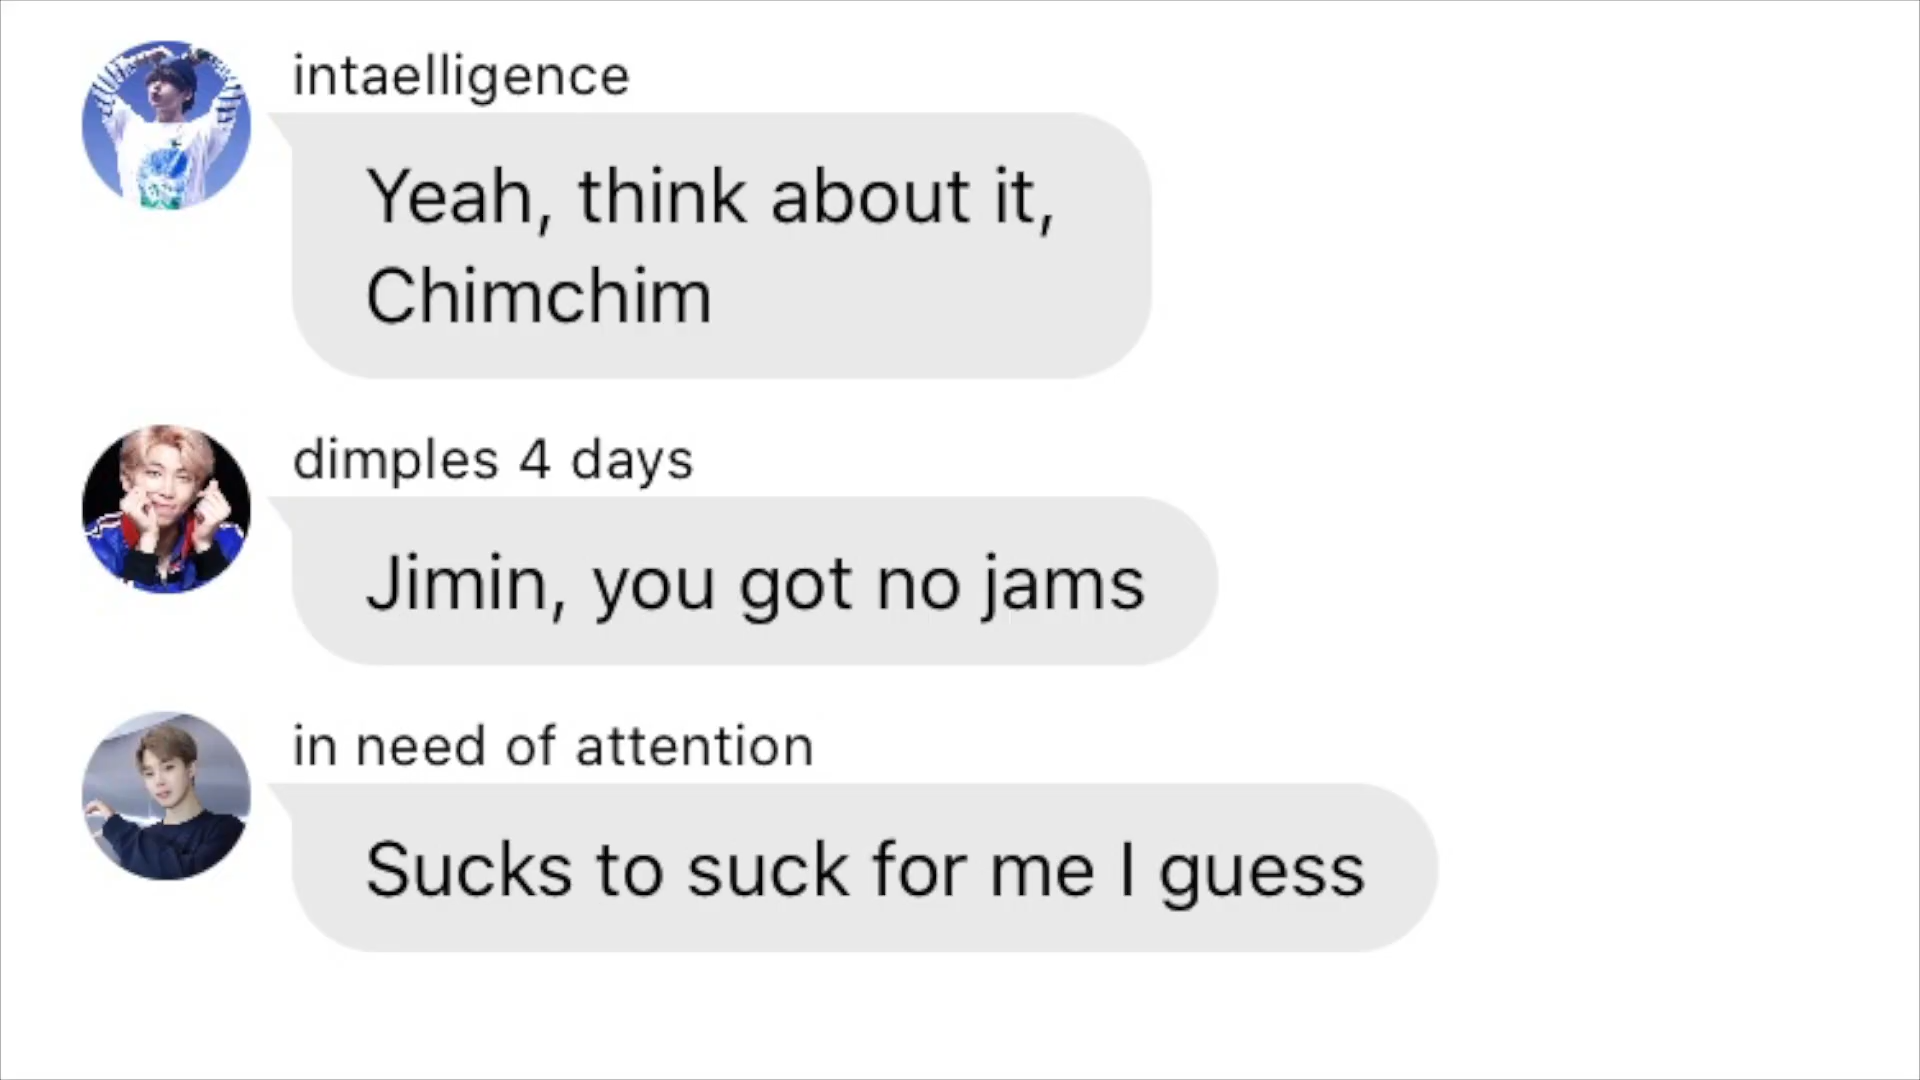 intaelligence
Yeah, think about it,
Chimchim
dimples 4 days
Jimin, you got no jams
in need of attention
Sucks to suck for me I guess